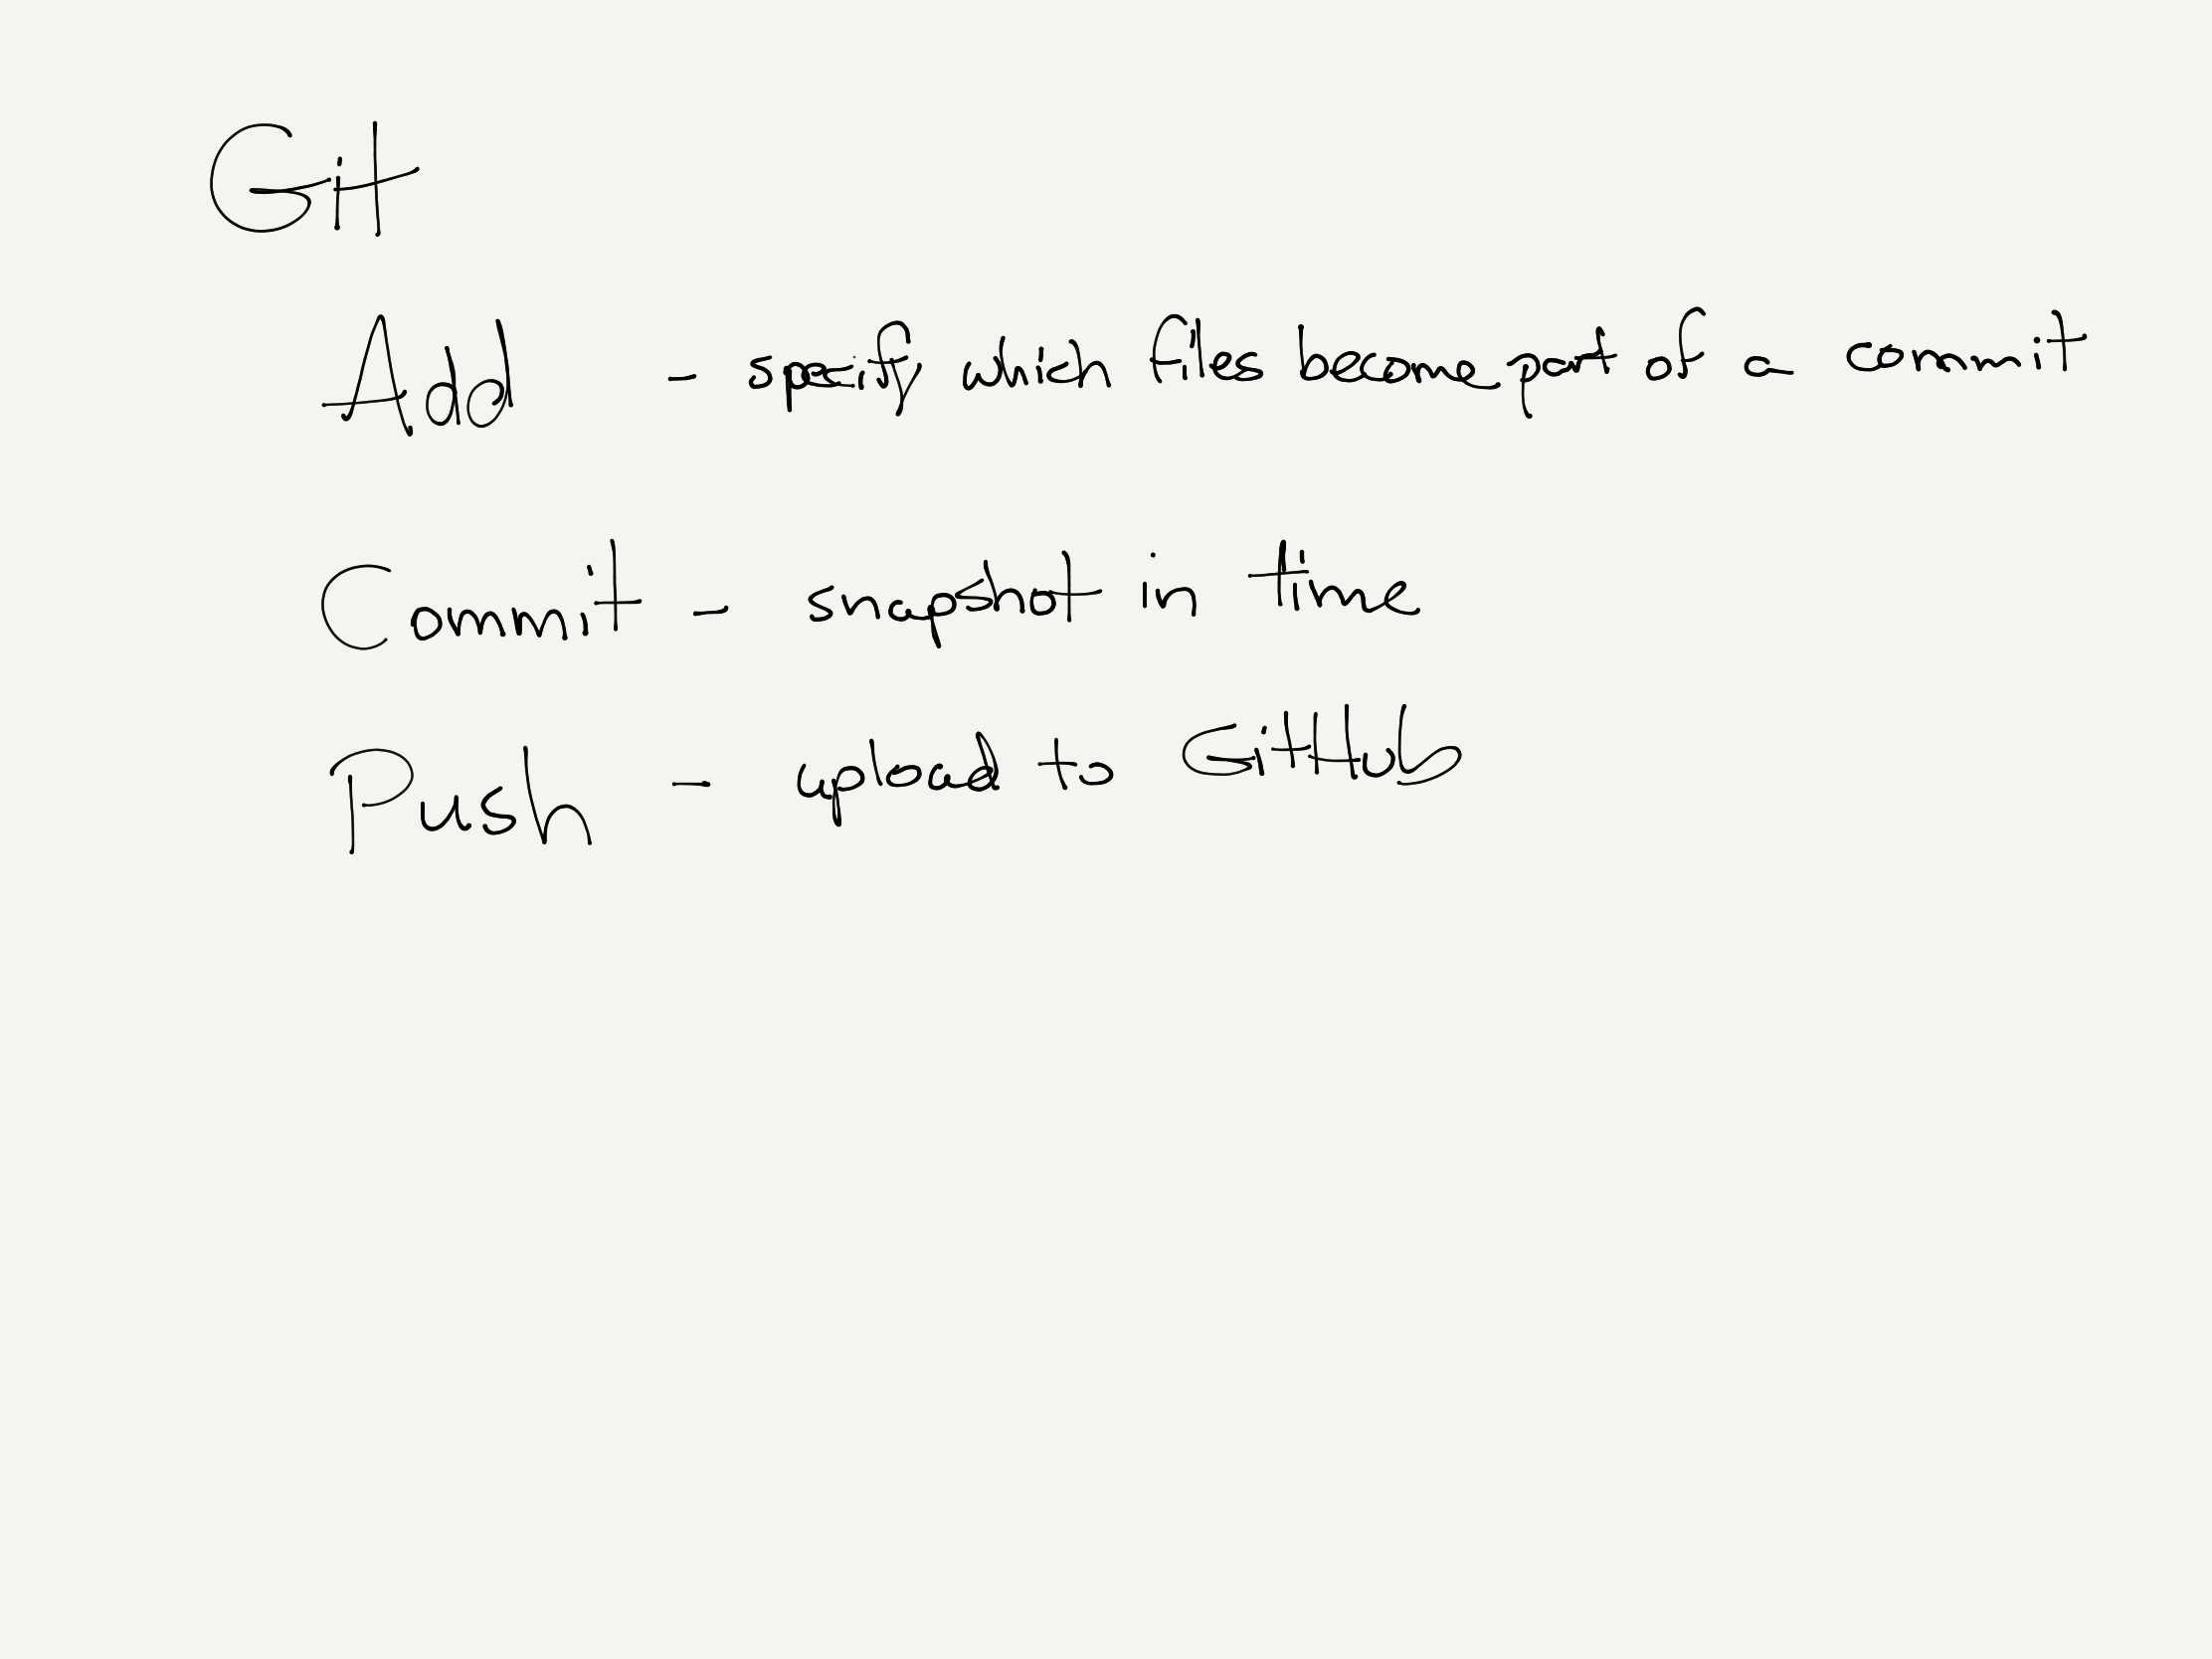 Git
Add - specify which files become part of a commit
Commit - snapshot in time
Push - upload to GitHub